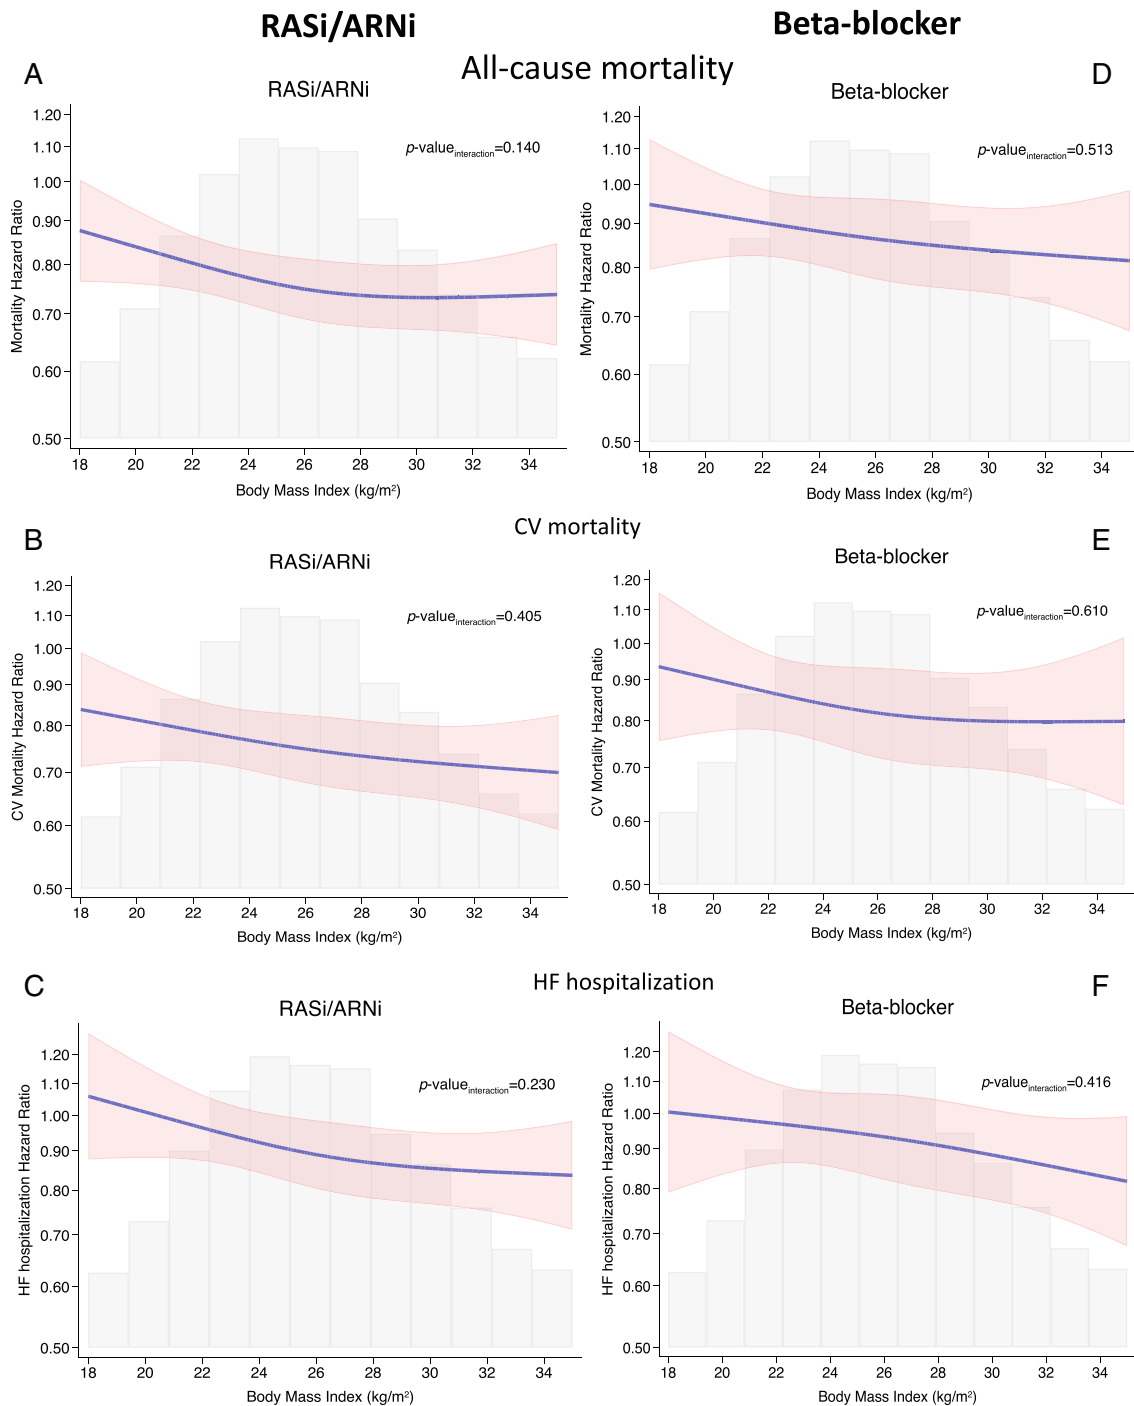 RASi/ARNi
Beta-blocker
All-cause mortality
A
RASi/ARNi
p-valueinteraction=0.140
Mortality Hazard Ratio
1.20
1.10
1.00
0.90
0.80
0.70
0.60
0.50
18 20 22 24 26 28 30 32 34
Body Mass Index (kg/m²)
D
Beta-blocker
p-valueinteraction=0.513
Mortality Hazard Ratio
1.20
1.10
1.00
0.90
0.80
0.70
0.60
0.50
18 20 22 24 26 28 30 32 34
Body Mass Index (kg/m²)
CV mortality
B
RASi/ARNi
p-valueinteraction=0.405
CV Mortality Hazard Ratio
1.20
1.10
1.00
0.90
0.80
0.70
0.60
0.50
18 20 22 24 26 28 30 32 34
Body Mass Index (kg/m²)
E
Beta-blocker
p-valueinteraction=0.610
CV Mortality Hazard Ratio
1.20
1.10
1.00
0.90
0.80
0.70
0.60
0.50
18 20 22 24 26 28 30 32 34
Body Mass Index (kg/m²)
HF hospitalization
C
RASi/ARNi
p-valueinteraction=0.230
HF hospitalization Hazard Ratio
1.20
1.10
1.00
0.90
0.80
0.70
0.60
0.50
18 20 22 24 26 28 30 32 34
Body Mass Index (kg/m²)
F
Beta-blocker
p-valueinteraction=0.416
HF hospitalization Hazard Ratio
1.20
1.10
1.00
0.90
0.80
0.70
0.60
0.50
18 20 22 24 26 28 30 32 34
Body Mass Index (kg/m²)